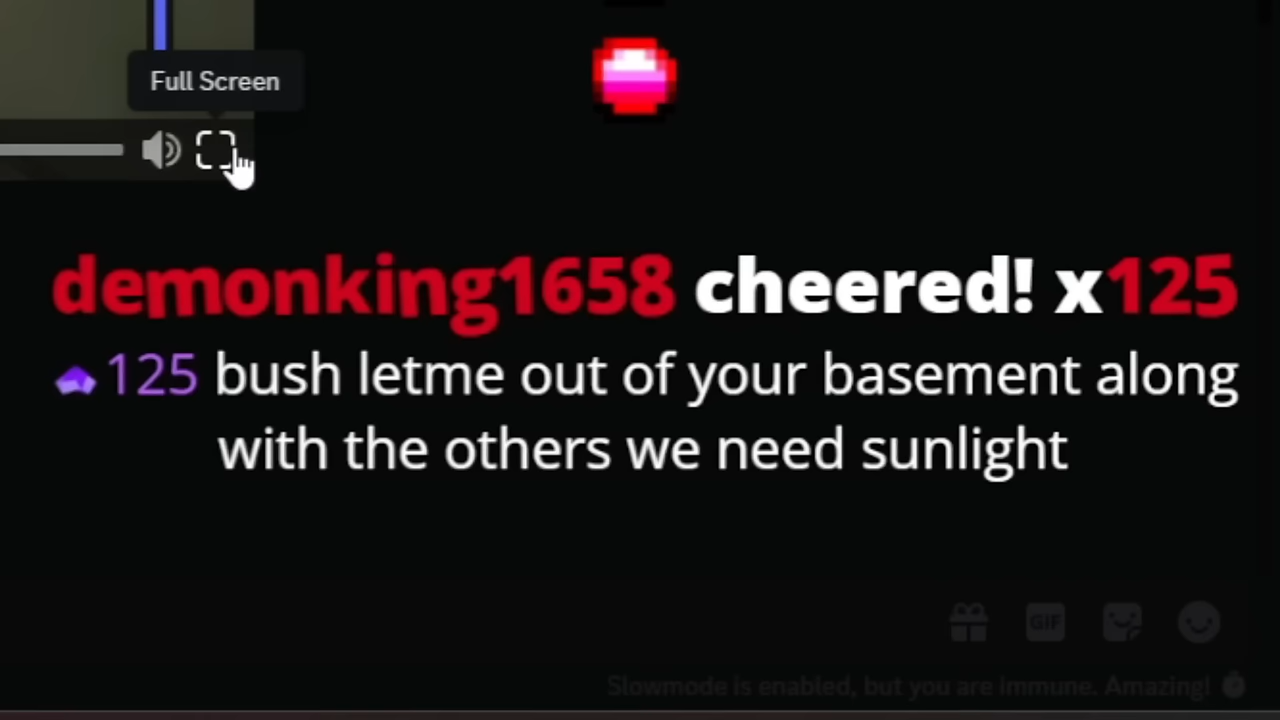 Full Screen
demonking1658 cheered! x125
125 bush letme out of your basement along
with the others we need sunlight
GIF
Slowmode is enabled, but you are immune. Amazing!